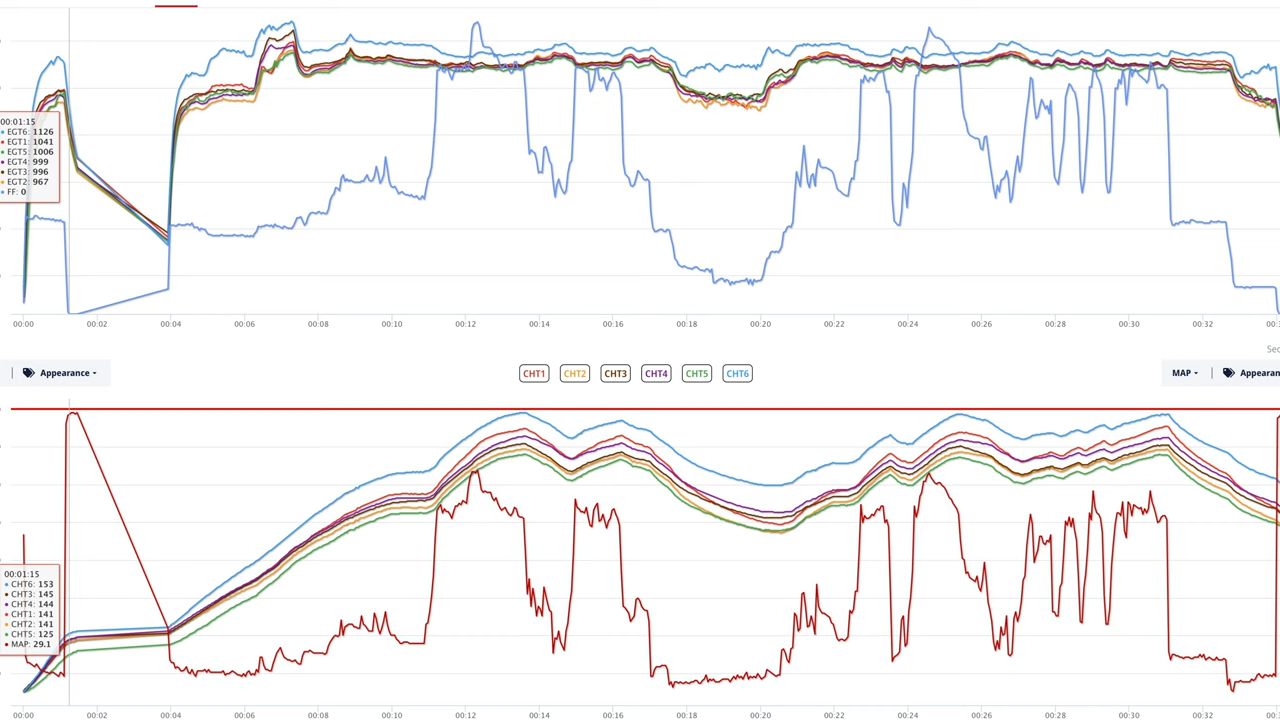 00:01:15
EGT6: 1126
EGT1: 1041
EGT5: 1006
EGT4: 999
EGT3: 996
EGT2: 967
FF: 0
00:00 00:02 00:04 00:06 00:08 00:10 00:12 00:14 00:16 00:18 00:20 00:22 00:24 00:26 00:28 00:30 00:32
Appearance CHT1 CHT2 CHT3 CHT4 CHT5 CHT6 MAP
00:01:15
CHT6: 153
CHT3: 145
CHT4: 144
CHT1: 141
CHT2: 141
CHT5: 125
MAP: 29.1
00:00 00:02 00:04 00:06 00:08 00:10 00:12 00:14 00:16 00:18 00:20 00:22 00:24 00:26 00:28 00:30 00:32